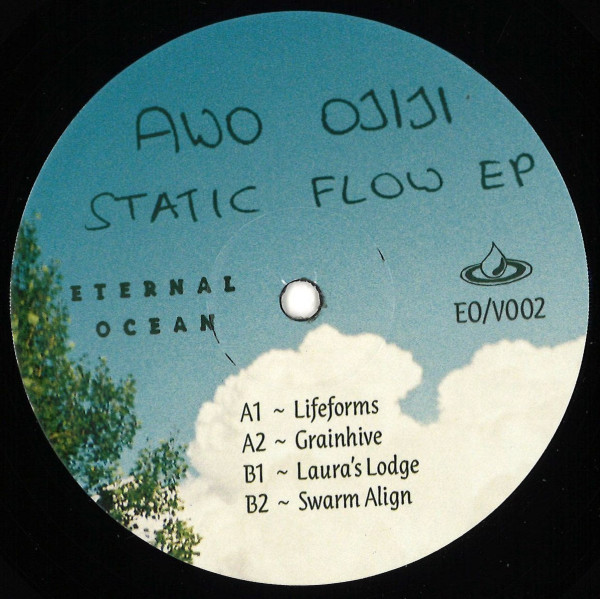 AWO OJIJI
STATIC FLOW EP
ETERNAL
OCEAN
EO/V002
A1 ~ Lifeforms
A2 ~ Grainhive
B1 ~ Laura's Lodge
B2 ~ Swarm Align